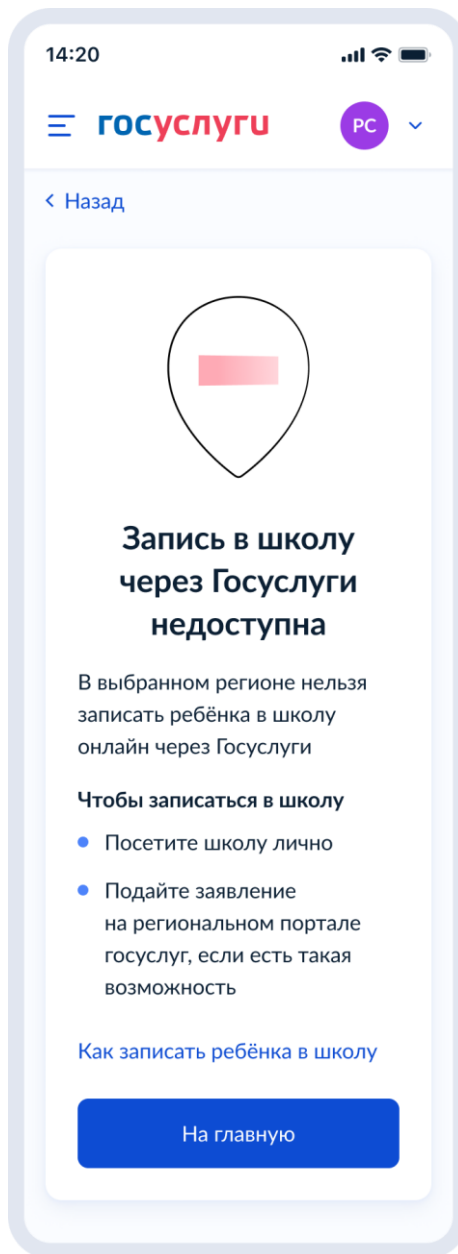 14:20
госуслуги
РС
Назад
Запись в школу
через Госуслуги
недоступна
В выбранном регионе нельзя
записать ребёнка в школу
онлайн через Госуслуги
Чтобы записаться в школу
Посетите школу лично
Подайте заявление
на региональном портале
госуслуг, если есть такая
возможность
Как записать ребёнка в школу
На главную